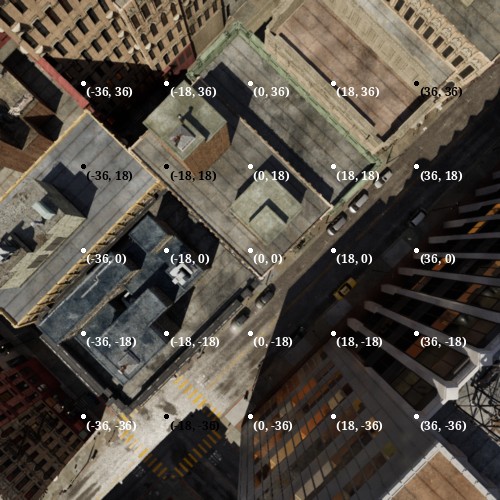 (-36, 36) (-18, 36) (0, 36) (18, 36) (36, 36)
(-36, 18) (-18, 18) (0, 18) (18, 18) (36, 18)
(-36, 0) (-18, 0) (0, 0) (18, 0) (36, 0)
(-36, -18) (-18, -18) (0, -18) (18, -18) (36, -18)
(-36, -36) (-18, -36) (0, -36) (18, -36) (36, -36)